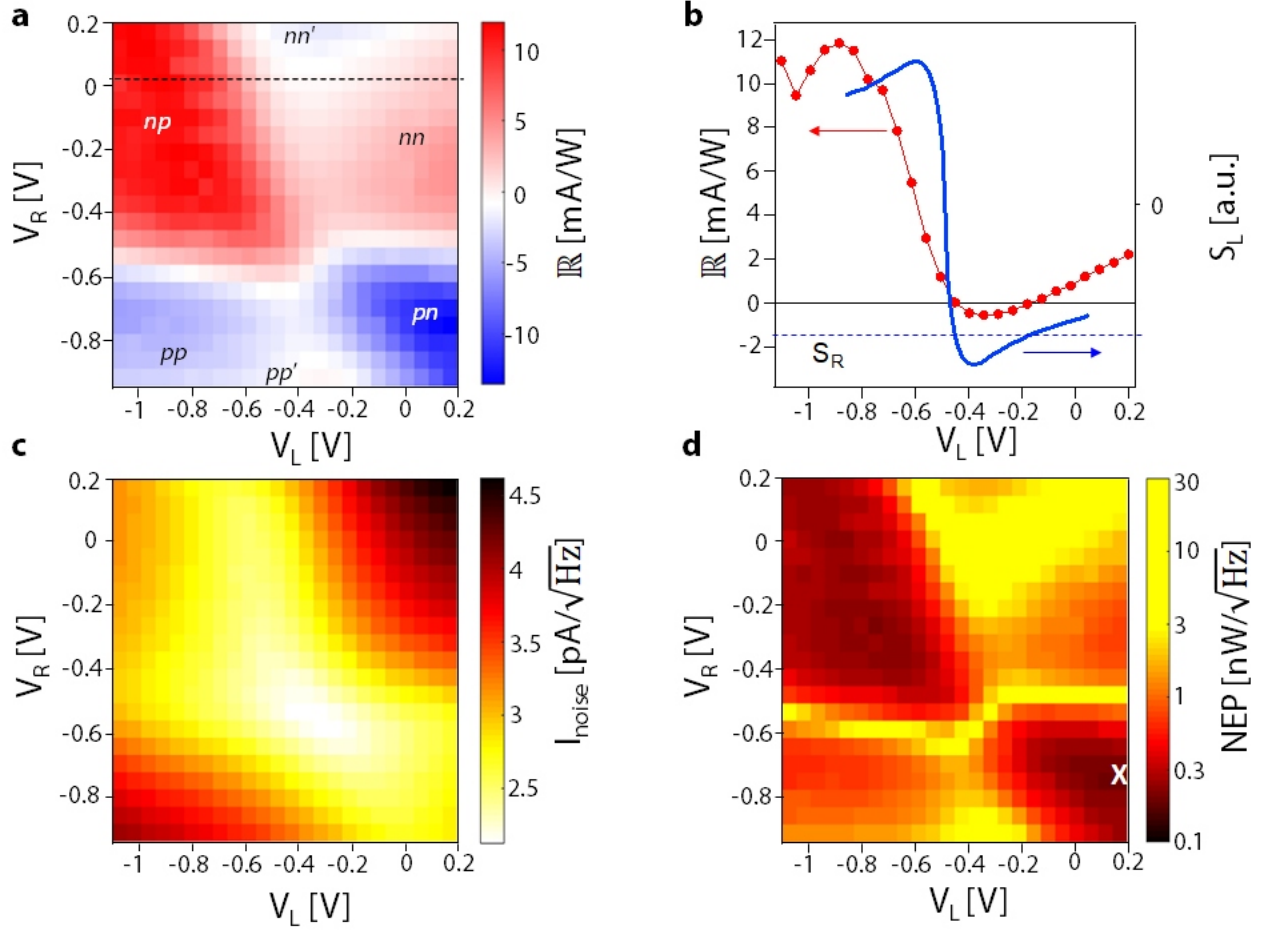 a
0.2
0
-0.2
-0.4
-0.6
-0.8
V_R [V]
nn'
np
nn
pp
pn
pp'
-1 -0.8 -0.6 -0.4 -0.2 0 0.2
V_L [V]
10
5
0
-5
-10
ℝ [mA/W]
b
12
10
8
6
4
2
0
-2
ℝ [mA/W]
S_R
0
S_L [a.u.]
-1 -0.8 -0.6 -0.4 -0.2 0 0.2
V_L [V]
c
0.2
0
-0.2
-0.4
-0.6
-0.8
V_R [V]
-1 -0.8 -0.6 -0.4 -0.2 0 0.2
V_L [V]
4.5
4
3.5
3
2.5
I_noise [pA/√Hz]
d
0.2
0
-0.2
-0.4
-0.6
-0.8
V_R [V]
X
-1 -0.8 -0.6 -0.4 -0.2 0 0.2
V_L [V]
30
10
3
1
0.3
0.1
NEP [nW/√Hz]